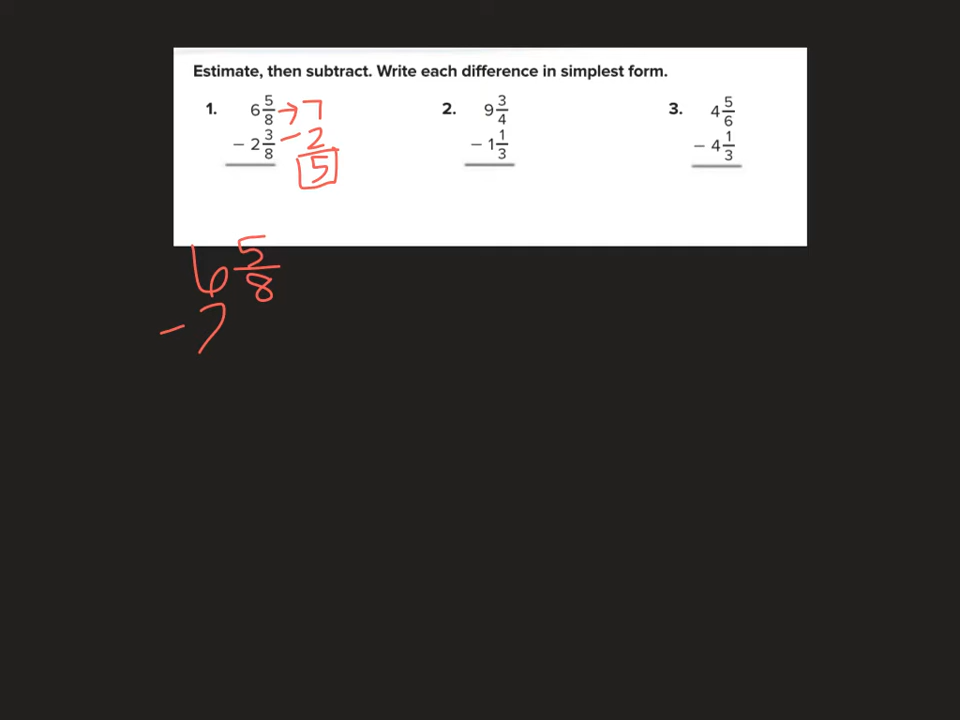 Estimate, then subtract. Write each difference in simplest form.
1. 6 5/8 → 7
− 2 3/8 − 2
5
2. 9 3/4
− 1 1/3
3. 4 5/6
− 4 1/3
6 5/8
− 7